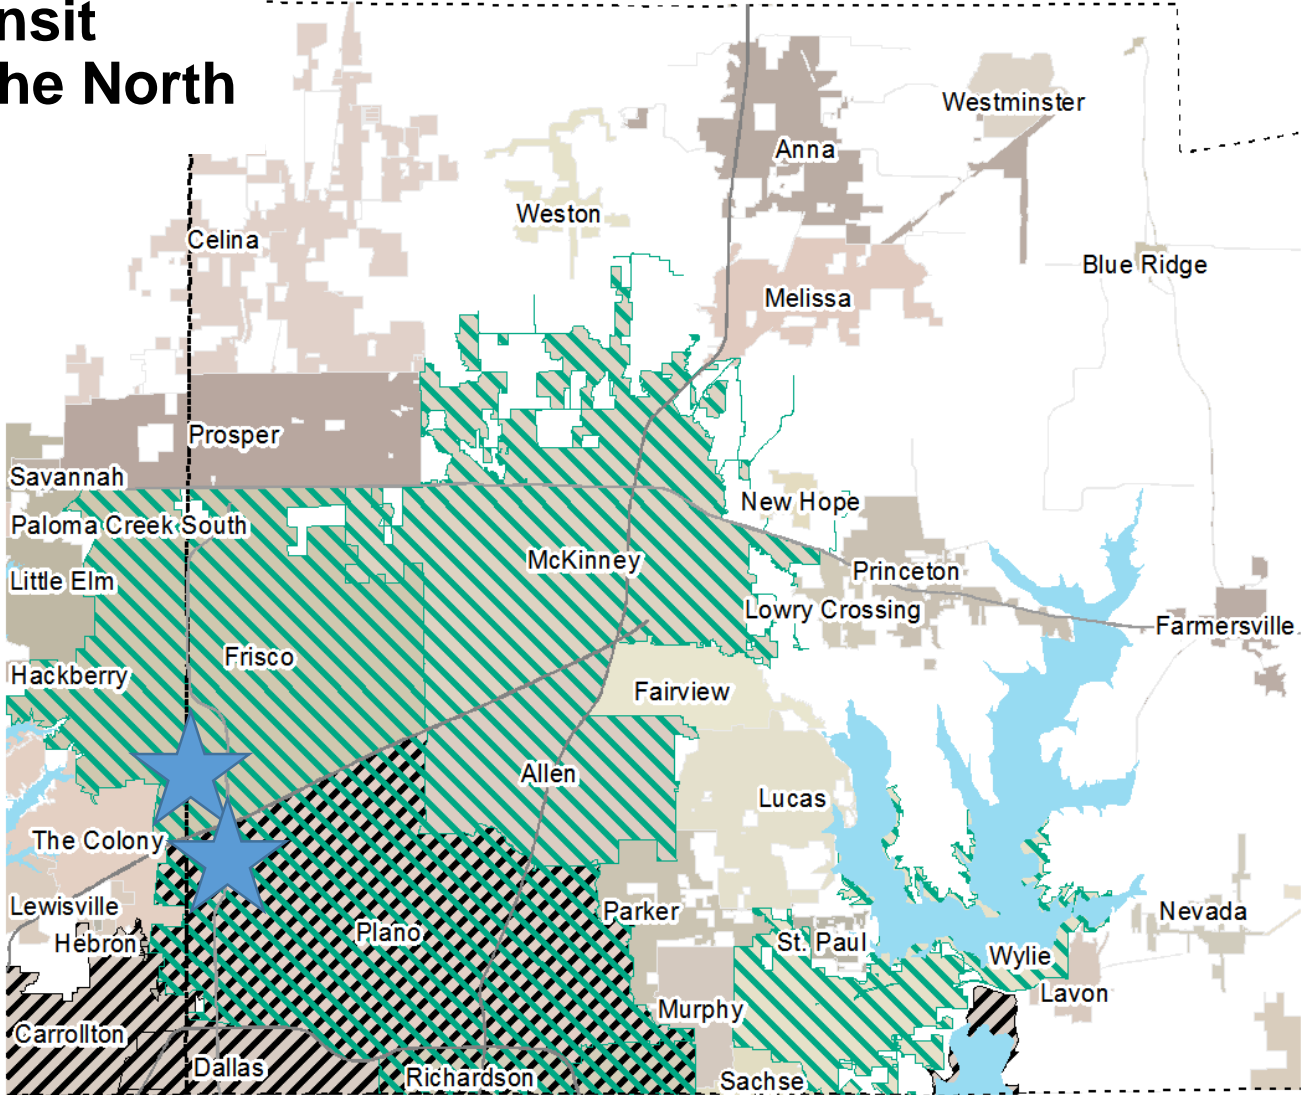 nsit
he North
Westminster
Anna
Weston
Celina
Blue Ridge
Melissa
Prosper
Savannah
New Hope
Paloma Creek South
McKinney
Princeton
Little Elm
Lowry Crossing
Farmersville
Frisco
Hackberry
Fairview
Allen
Lucas
The Colony
Lewisville
Parker
Nevada
Plano
Hebron
St. Paul
Wylie
Lavon
Murphy
Carrollton
Dallas
Richardson
Sachse